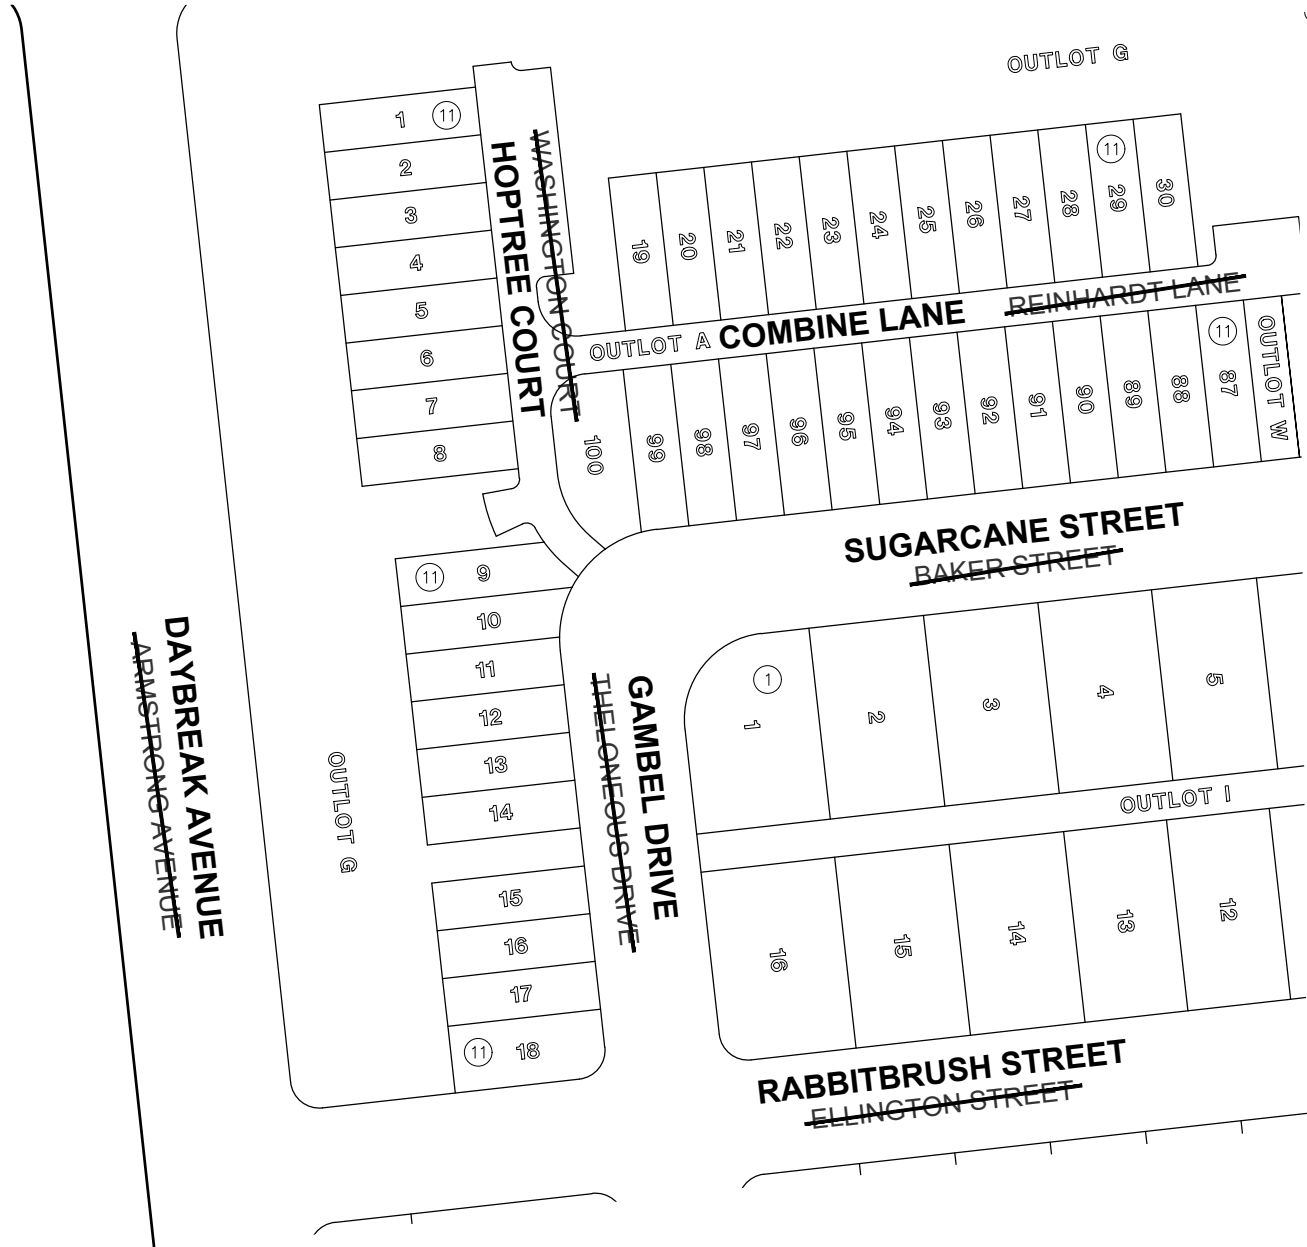 OUTLOT G
1 11
2
3
4
5
6
7
8
HOPTREE COURT
WASHINGTON COURT
19 20 21 22 23 24 25 26 27 28 11 29 30
OUTLOT A COMBINE LANE REINHARDT LANE
100 99 98 97 96 95 94 93 92 91 90 89 88 11 87 OUTLOT W
SUGARCANE STREET
BAKER STREET
11 9
10
11
12
13
14
15
16
17
11 18
DAYBREAK AVENUE
ARMSTRONG AVENUE
OUTLOT G
GAMBEL DRIVE
THELONEOUS DRIVE
1
1 2 3 4 5
OUTLOT I
16 15 14 13 12
RABBITBRUSH STREET
ELLINGTON STREET